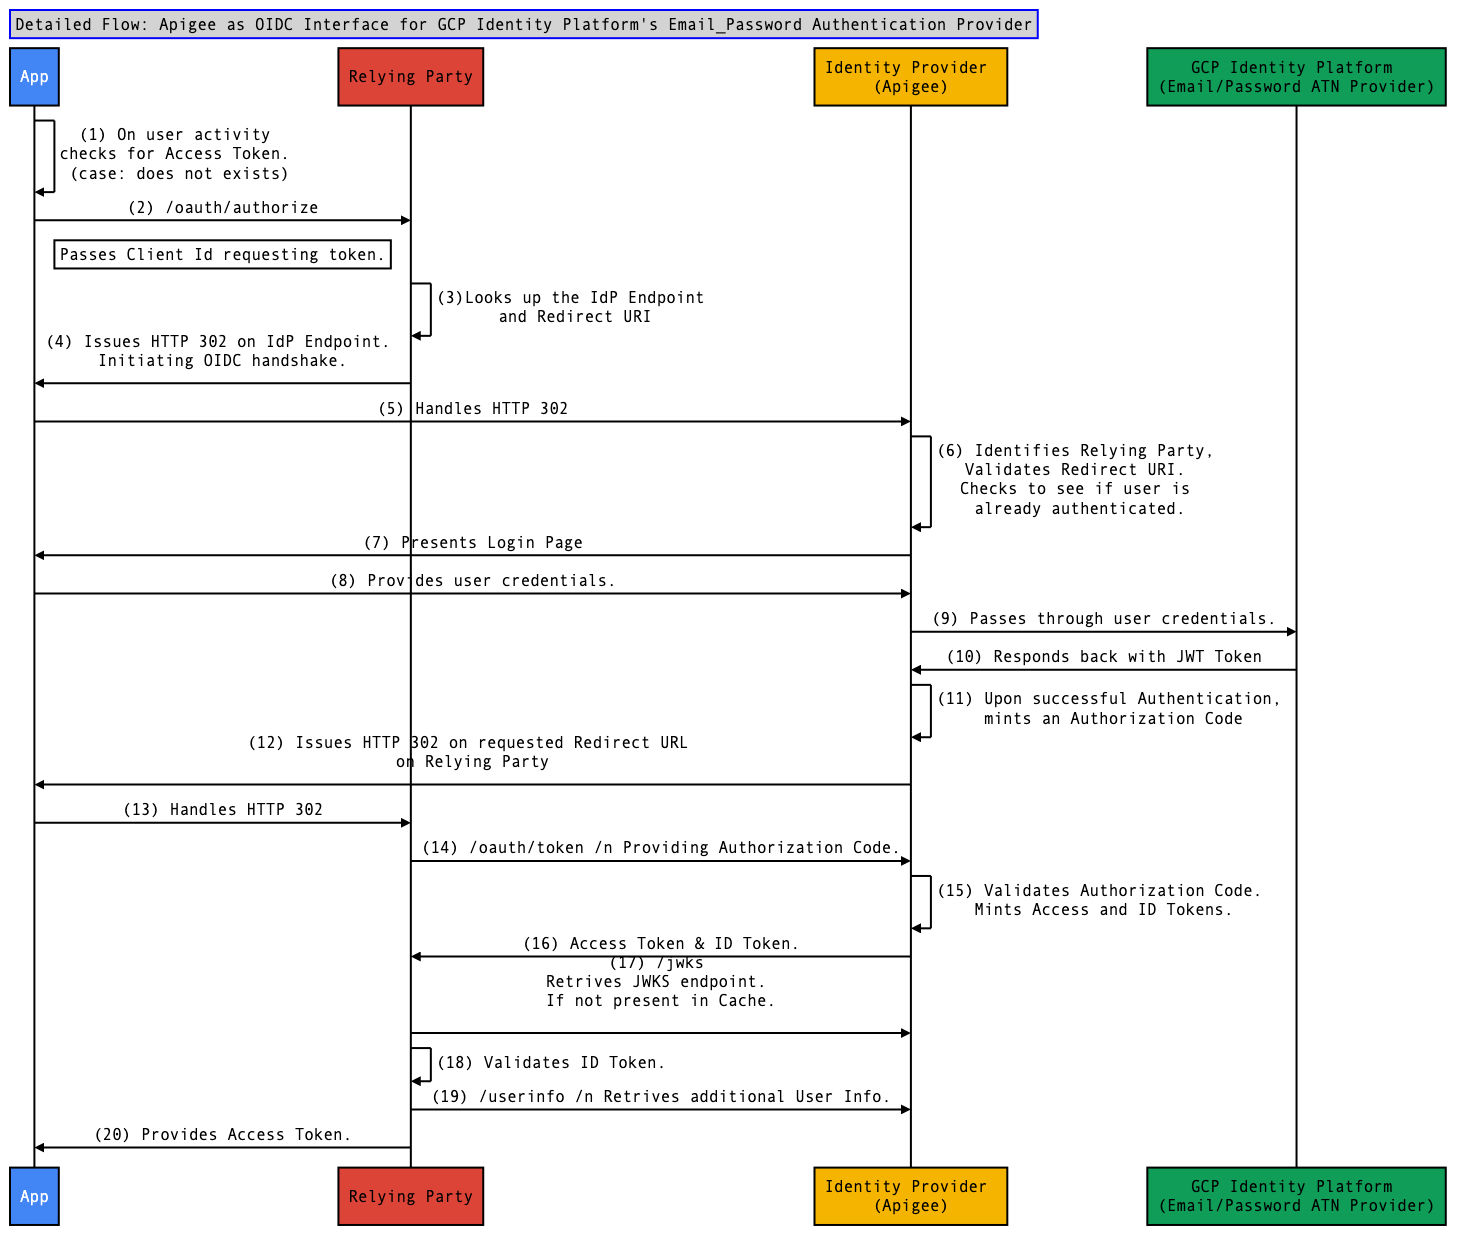 Detailed Flow: Apigee as OIDC Interface for GCP Identity Platform's Email_Password Authentication Provider
App
Relying Party
Identity Provider
(Apigee)
GCP Identity Platform
(Email/Password ATN Provider)
(1) On user activity
checks for Access Token.
(case: does not exists)
(2) /oauth/authorize
Passes Client Id requesting token.
(3)Looks up the IdP Endpoint
and Redirect URI
(4) Issues HTTP 302 on IdP Endpoint.
Initiating OIDC handshake.
(5) Handles HTTP 302
(6) Identifies Relying Party,
Validates Redirect URI.
Checks to see if user is
already authenticated.
(7) Presents Login Page
(8) Provides user credentials.
(9) Passes through user credentials.
(10) Responds back with JWT Token
(11) Upon successful Authentication,
mints an Authorization Code
(12) Issues HTTP 302 on requested Redirect URL
on Relying Party
(13) Handles HTTP 302
(14) /oauth/token /n Providing Authorization Code.
(15) Validates Authorization Code.
Mints Access and ID Tokens.
(16) Access Token & ID Token.
(17) /jwks
Retrives JWKS endpoint.
If not present in Cache.
(18) Validates ID Token.
(19) /userinfo /n Retrives additional User Info.
(20) Provides Access Token.
App
Relying Party
Identity Provider
(Apigee)
GCP Identity Platform
(Email/Password ATN Provider)